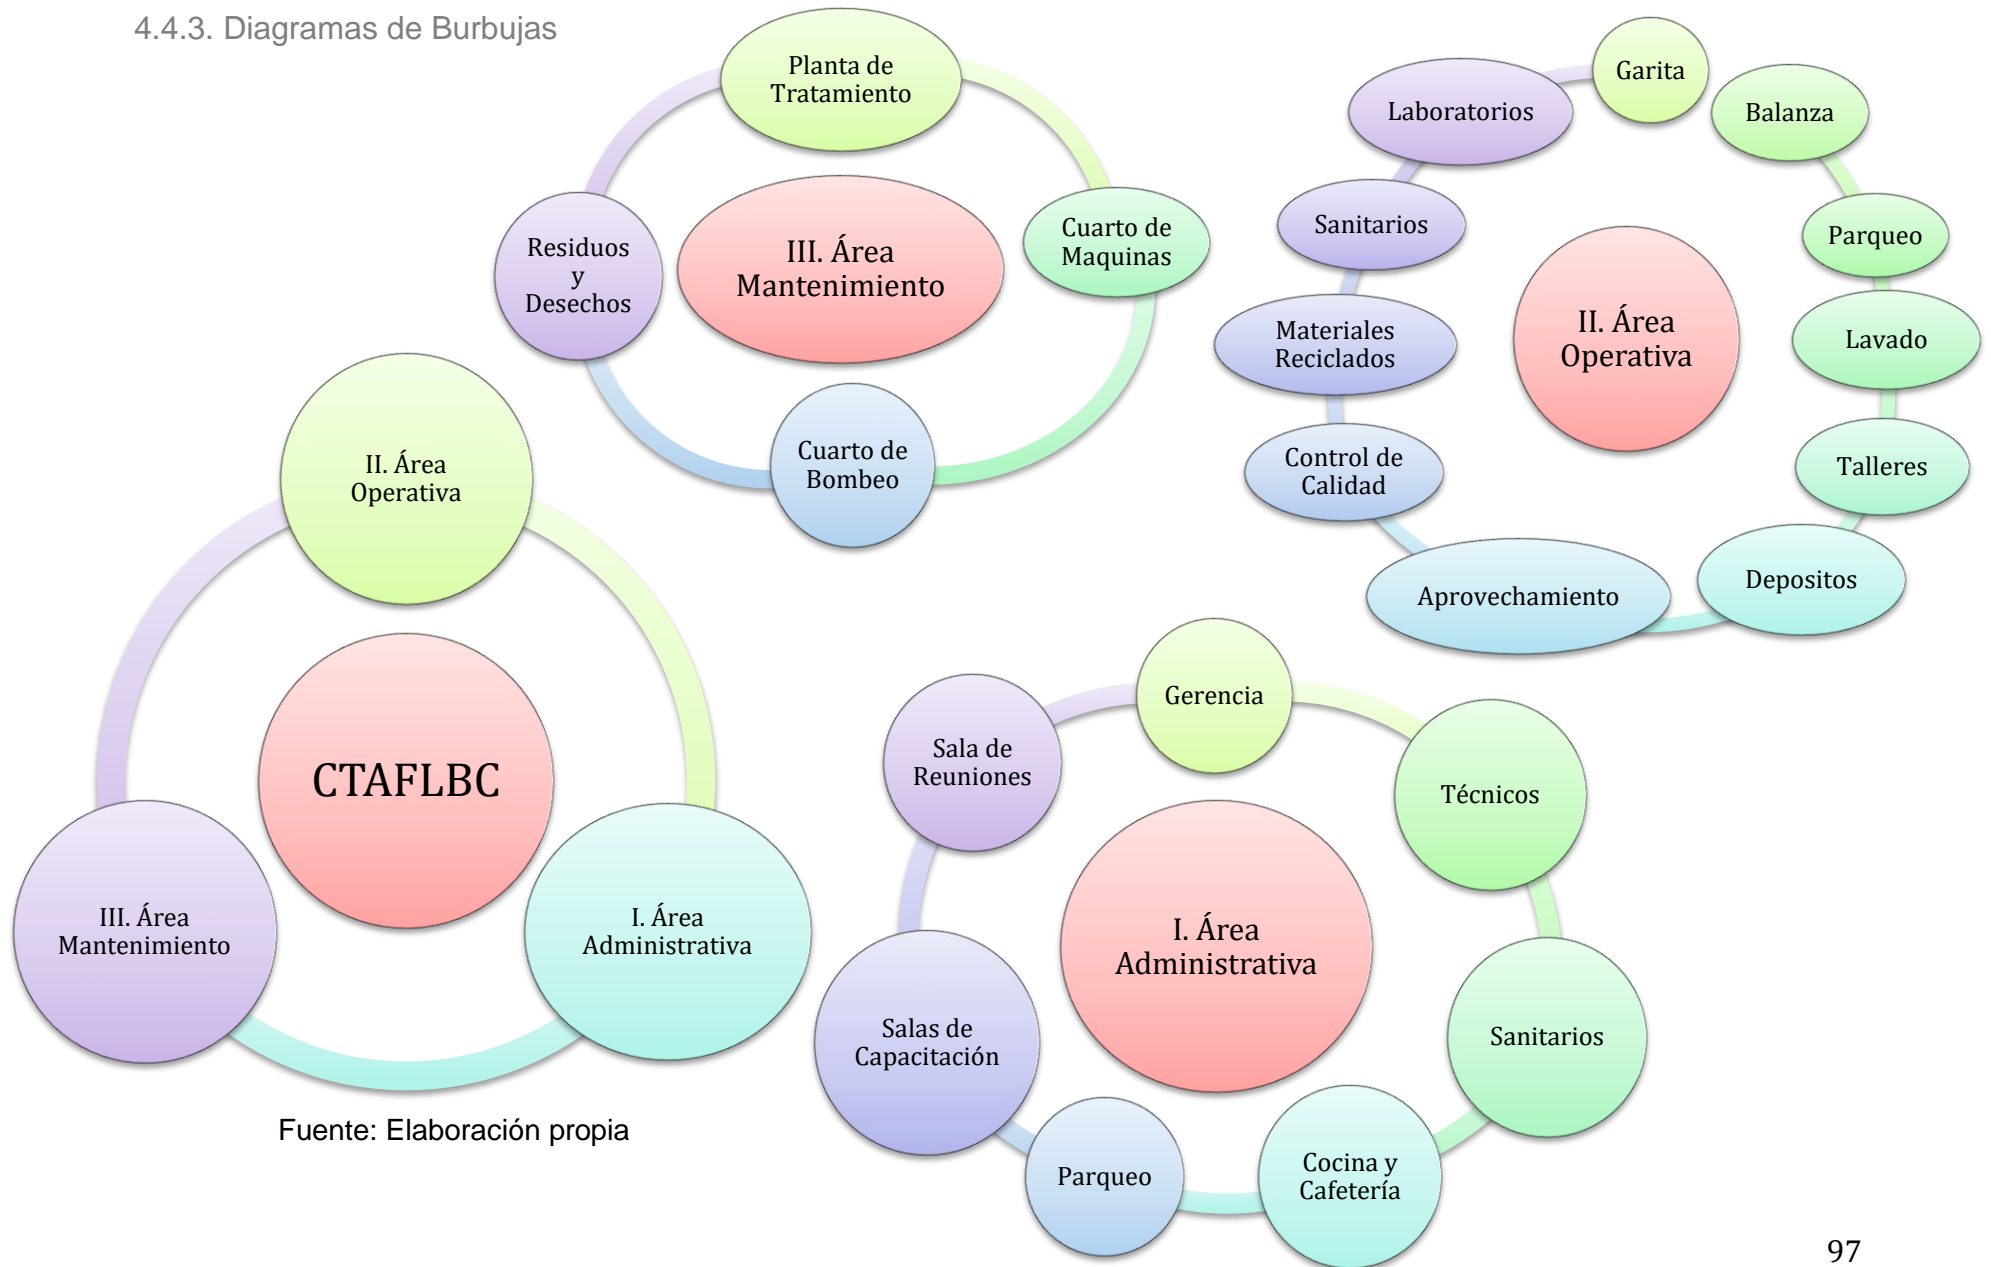 4.4.3. Diagramas de Burbujas
Planta de
Tratamiento
Cuarto de
Maquinas
Cuarto de
Bombeo
Residuos
y
Desechos
III. Área
Mantenimiento
Garita
Balanza
Parqueo
Lavado
Talleres
Depositos
Aprovechamiento
Control de
Calidad
Materiales
Reciclados
Sanitarios
Laboratorios
II. Área
Operativa
II. Área
Operativa
I. Área
Administrativa
III. Área
Mantenimiento
CTAFLBC
Fuente: Elaboración propia
Gerencia
Técnicos
Sanitarios
Cocina y
Cafetería
Parqueo
Salas de
Capacitación
Sala de
Reuniones
I. Área
Administrativa
97